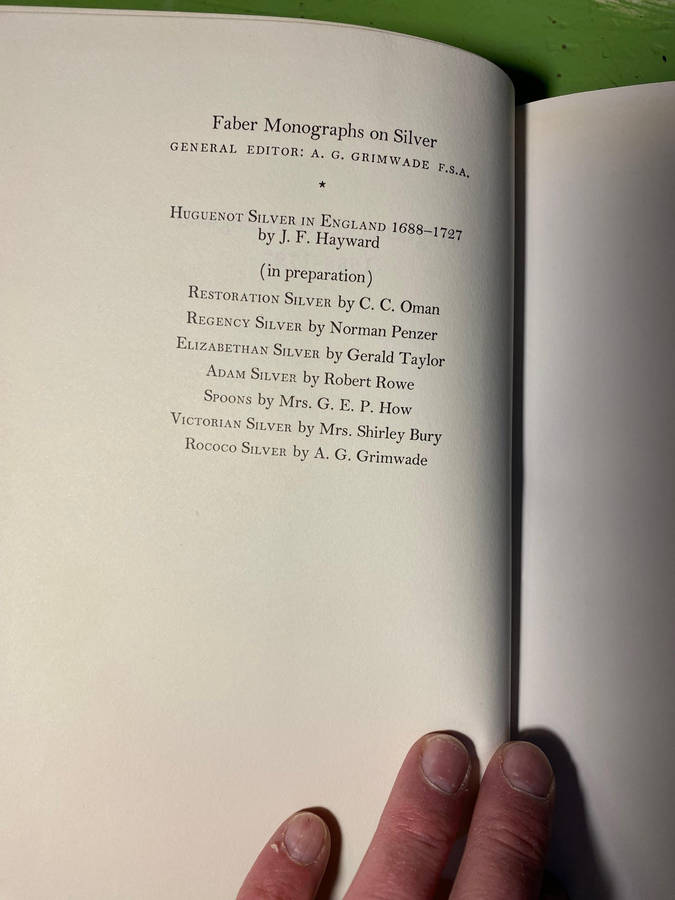 Faber Monographs on Silver
GENERAL EDITOR: A. G. GRIMWADE F.S.A.
*
HUGUENOT SILVER IN ENGLAND 1688–1727
by J. F. Hayward
(in preparation)
RESTORATION SILVER by C. C. Oman
REGENCY SILVER by Norman Penzer
ELIZABETHAN SILVER by Gerald Taylor
ADAM SILVER by Robert Rowe
SPOONS by Mrs. G. E. P. How
VICTORIAN SILVER by Mrs. Shirley Bury
ROCOCO SILVER by A. G. Grimwade